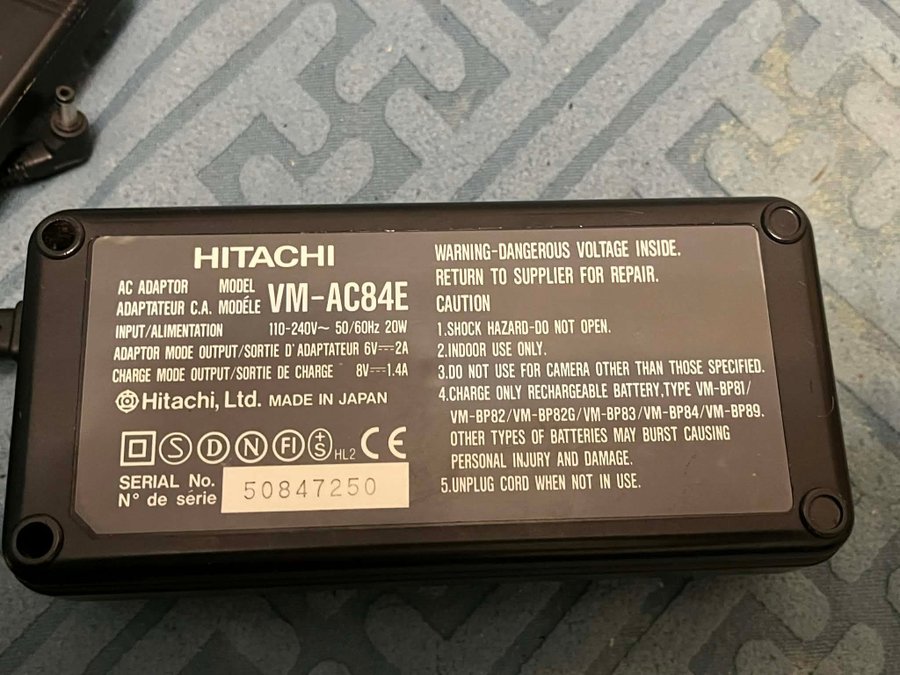 HITACHI
AC ADAPTOR MODEL
ADAPTATEUR C.A. MODÉLE VM-AC84E
INPUT/ALIMENTATION 110-240V~ 50/60Hz 20W
ADAPTOR MODE OUTPUT/SORTIE D'ADAPTATEUR 6V⎓2A
CHARGE MODE OUTPUT/SORTIE DE CHARGE 8V⎓1.4A
Hitachi, Ltd. MADE IN JAPAN
S D N FI +S HL2 CE
SERIAL No.
N° de série 50847250
WARNING-DANGEROUS VOLTAGE INSIDE.
RETURN TO SUPPLIER FOR REPAIR.
CAUTION
1.SHOCK HAZARD-DO NOT OPEN.
2.INDOOR USE ONLY.
3.DO NOT USE FOR CAMERA OTHER THAN THOSE SPECIFIED.
4.CHARGE ONLY RECHARGEABLE BATTERY,TYPE VM-BP81/
VM-BP82/VM-BP82G/VM-BP83/VM-BP84/VM-BP89.
OTHER TYPES OF BATTERIES MAY BURST CAUSING
PERSONAL INJURY AND DAMAGE.
5.UNPLUG CORD WHEN NOT IN USE.